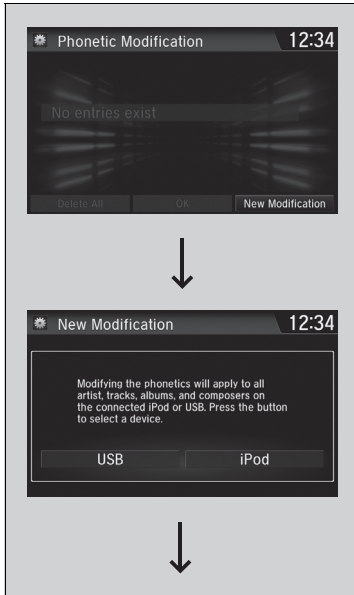 Phonetic Modification 12:34
No entries exist
Delete All OK New Modification
New Modification 12:34
Modifying the phonetics will apply to all
artist, tracks, albums, and composers on
the connected iPod or USB. Press the button
to select a device.
USB iPod